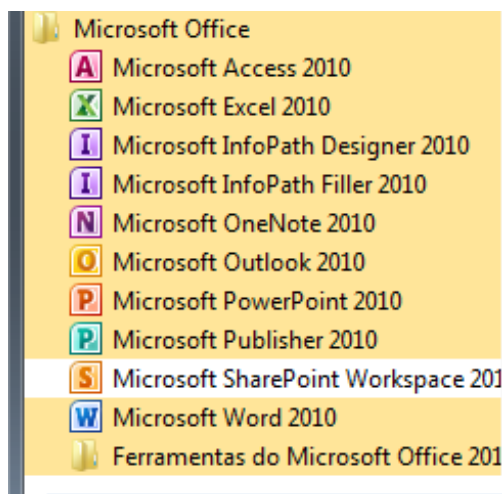 Microsoft Office
Microsoft Access 2010
Microsoft Excel 2010
Microsoft InfoPath Designer 2010
Microsoft InfoPath Filler 2010
Microsoft OneNote 2010
Microsoft Outlook 2010
Microsoft PowerPoint 2010
Microsoft Publisher 2010
Microsoft SharePoint Workspace 201
Microsoft Word 2010
Ferramentas do Microsoft Office 201